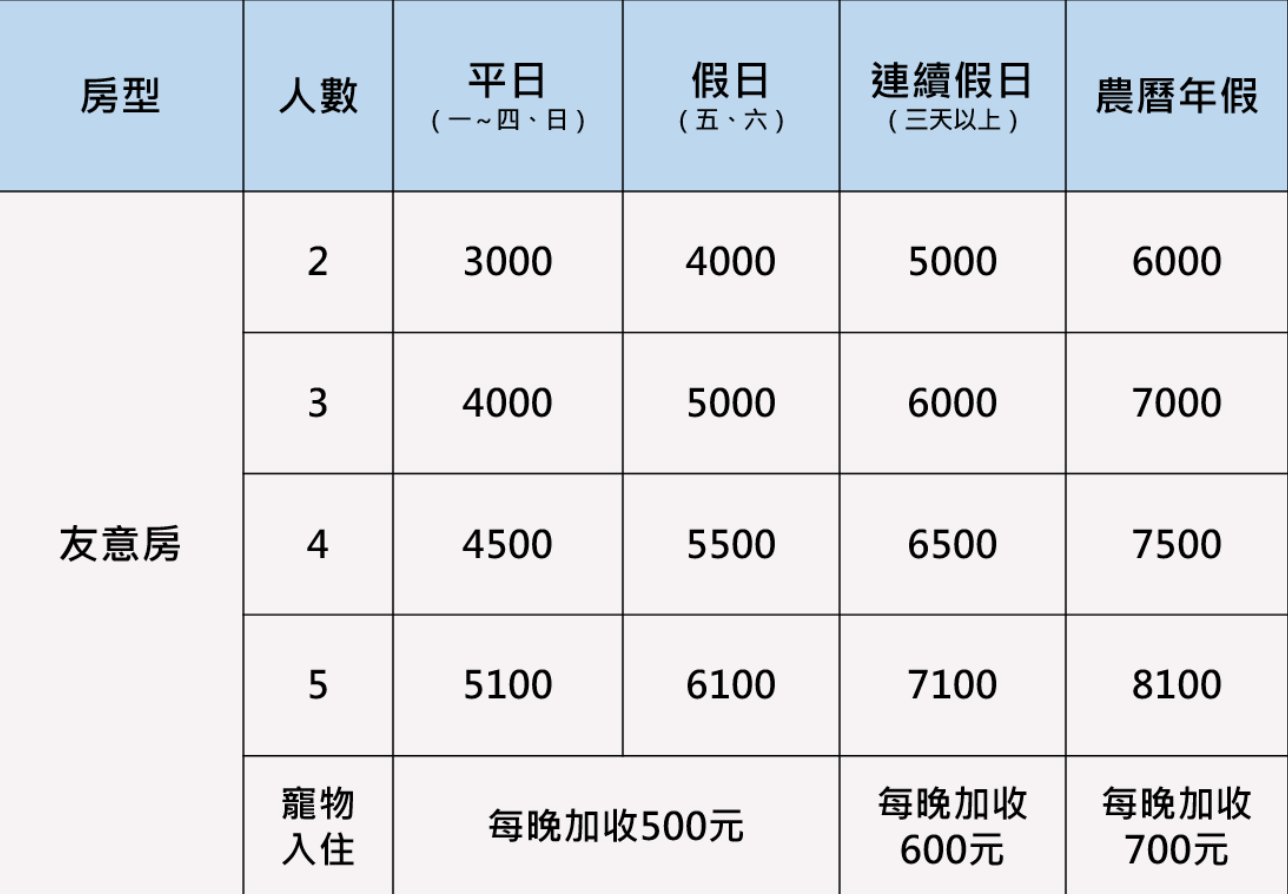 房型 人數 平日 假日 連續假日 農曆年假
(一~四、日) (五、六) (三天以上)
友意房
2 3000 4000 5000 6000
3 4000 5000 6000 7000
4 4500 5500 6500 7500
5 5100 6100 7100 8100
寵物
入住
每晚加收500元
每晚加收
600元
每晚加收
700元